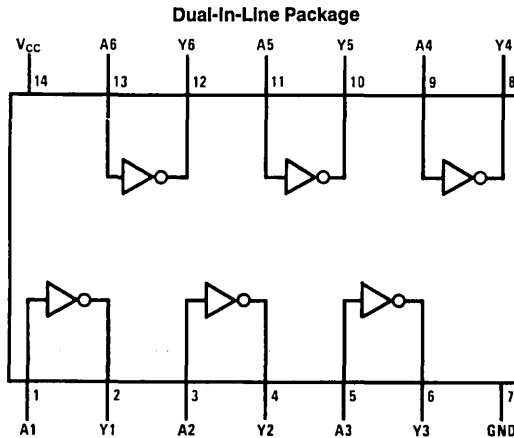 Dual-In-Line Package
VCC A6 Y6 A5 Y5 A4 Y4
14 13 12 11 10 9 8
1 2 3 4 5 6 7
A1 Y1 A2 Y2 A3 Y3 GND